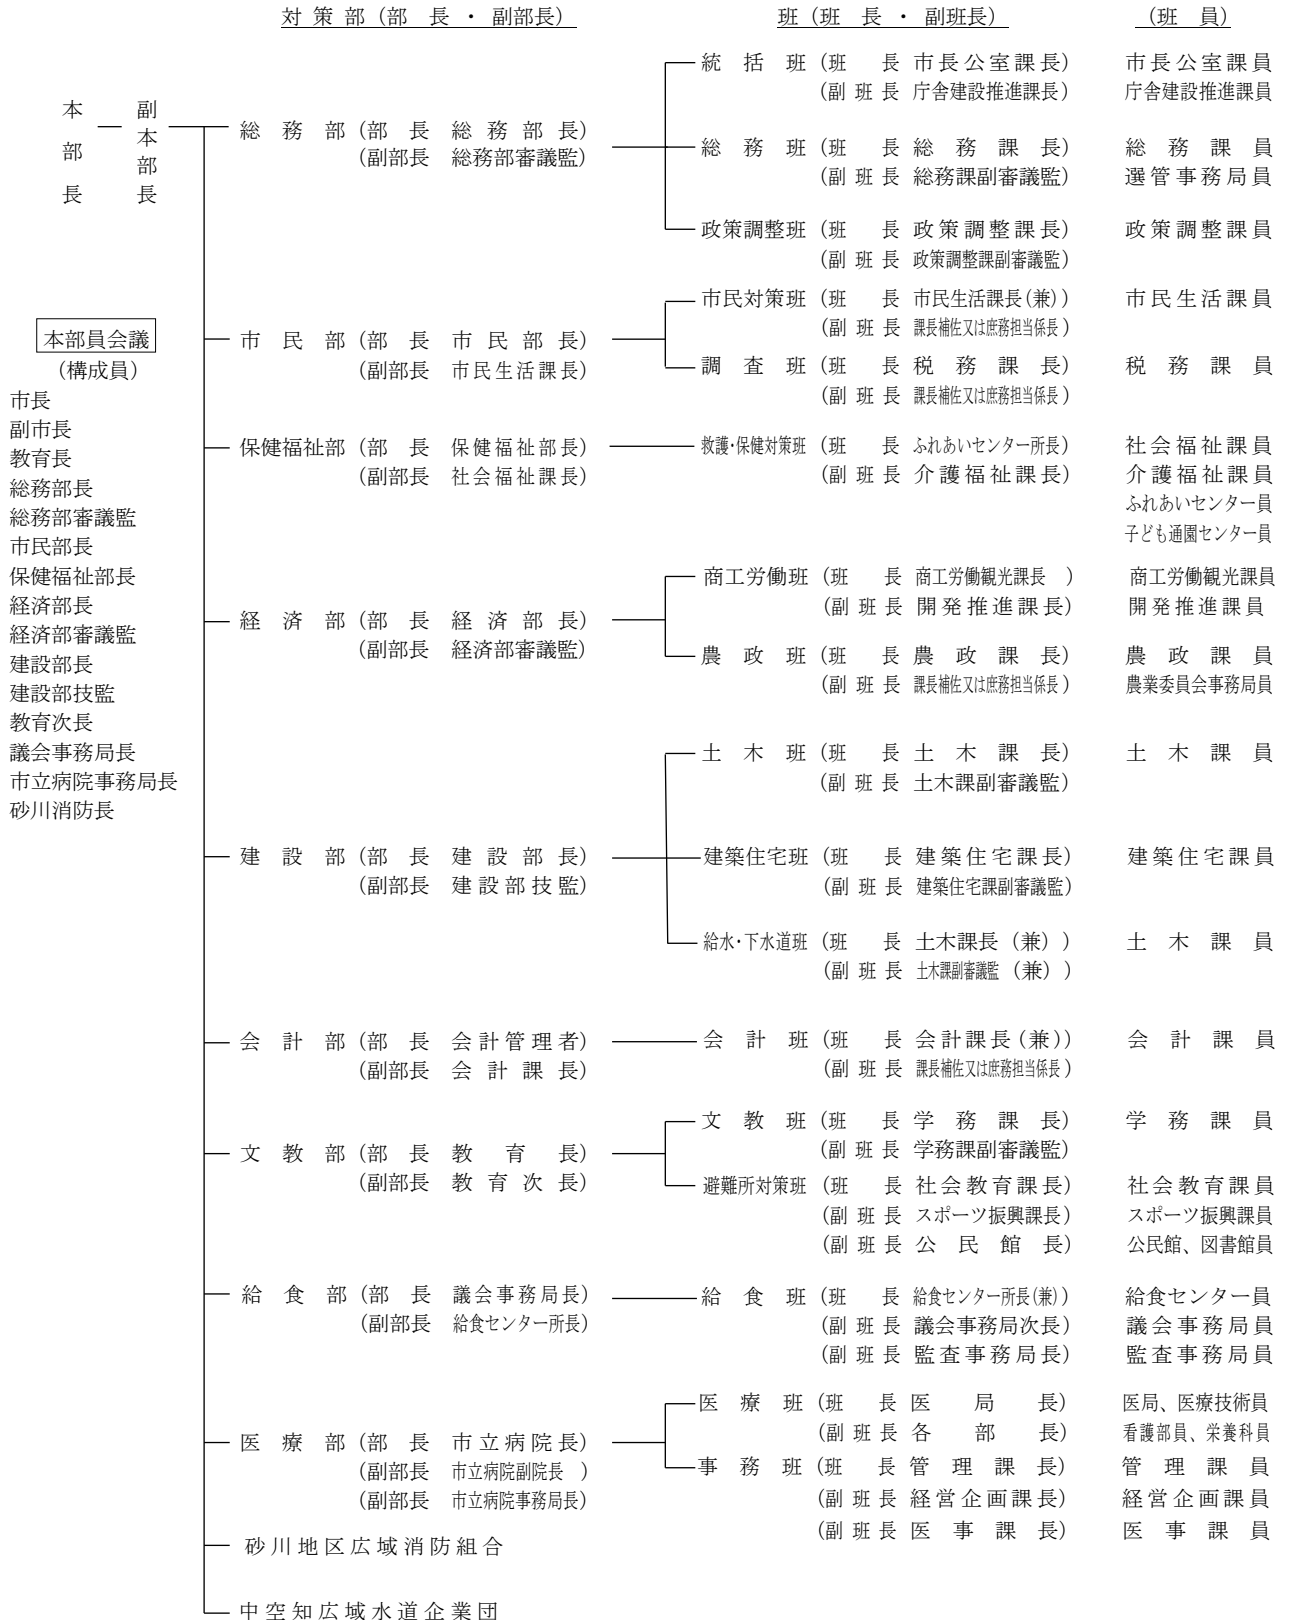 対策部（部　長・副部長）　班（班　長・副班長）　（班　員）
本部長
副本部長
本部員会議
（構成員）
市長
副市長
教育長
総務部長
総務部審議監
市民部長
保健福祉部長
経済部長
経済部審議監
建設部長
建設部技監
教育次長
議会事務局長
市立病院事務局長
砂川消防長
総務部（部　長　総務部長）
（副部長　総務部審議監）
統括班（班　長　市長公室課長）　市長公室課員
（副班長　庁舎建設推進課長）　庁舎建設推進課員
総務班（班　長　総務課長）　総務課員
（副班長　総務課副審議監）　選管事務局員
政策調整班（班　長　政策調整課長）　政策調整課員
（副班長　政策調整課副審議監）
市民部（部　長　市民部長）
（副部長　市民生活課長）
市民対策班（班　長　市民生活課長（兼））　市民生活課員
（副班長　課長補佐又は庶務担当係長）
調査班（班　長　税務課長）　税務課員
（副班長　課長補佐又は庶務担当係長）
保健福祉部（部　長　保健福祉部長）
（副部長　社会福祉課長）
救護・保健対策班（班　長　ふれあいセンター所長）　社会福祉課員
（副班長　介護福祉課長）　介護福祉課員
ふれあいセンター員
子ども通園センター員
経済部（部　長　経済部長）
（副部長　経済部審議監）
商工労働班（班　長　商工労働観光課長　）　商工労働観光課員
（副班長　開発推進課長）　開発推進課員
農政班（班　長　農政課長）　農政課員
（副班長　課長補佐又は庶務担当係長）　農業委員会事務局員
建設部（部　長　建設部長）
（副部長　建設部技監）
土木班（班　長　土木課長）　土木課員
（副班長　土木課副審議監）
建築住宅班（班　長　建築住宅課長）　建築住宅課員
（副班長　建築住宅課副審議監）
給水・下水道班（班　長　土木課長（兼））　土木課員
（副班長　土木課副審議監（兼））
会計部（部　長　会計管理者）
（副部長　会計課長）
会計班（班　長　会計課長（兼））　会計課員
（副班長　課長補佐又は庶務担当係長）
文教部（部　長　教育長）
（副部長　教育次長）
文教班（班　長　学務課長）　学務課員
（副班長　学務課副審議監）
避難所対策班（班　長　社会教育課長）　社会教育課員
（副班長　スポーツ振興課長）　スポーツ振興課員
（副班長　公民館長）　公民館、図書館員
給食部（部　長　議会事務局長）
（副部長　給食センター所長）
給食班（班　長　給食センター所長（兼））　給食センター員
（副班長　議会事務局次長）　議会事務局員
（副班長　監査事務局長）　監査事務局員
医療部（部　長　市立病院長）
（副部長　市立病院副院長　）
（副部長　市立病院事務局長）
医療班（班　長　医局長）　医局、医療技術員
（副班長　各部長）　看護部員、栄養科員
事務班（班　長　管理課長）　管理課員
（副班長　経営企画課長）　経営企画課員
（副班長　医事課長）　医事課員
砂川地区広域消防組合
中空知広域水道企業団